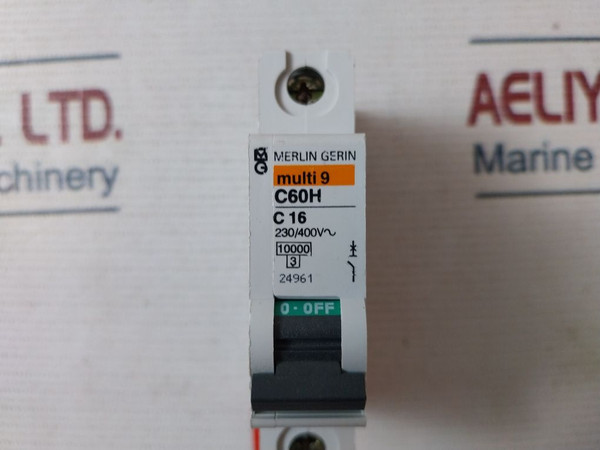 LTD.
AELIY
Marine
chinery
MERLIN GERIN
multi 9
C60H
C 16
230/400V~
10000
3
24961
0 · OFF